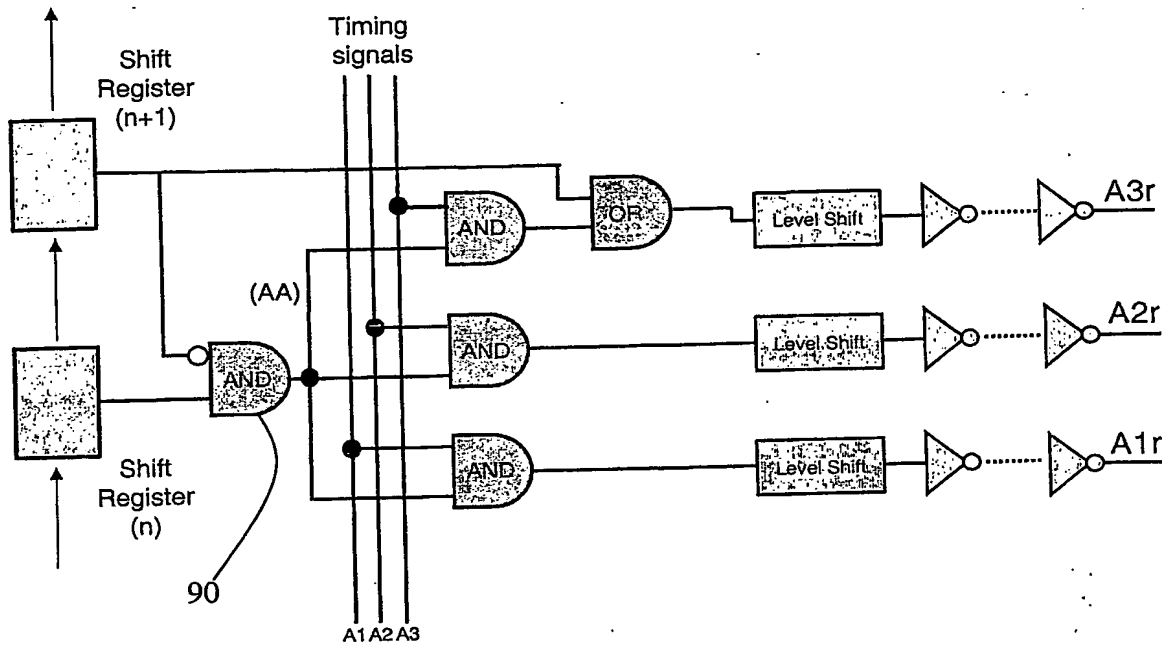 Timing
signals
Shift
Register
(n+1)
AND
OR
Level Shift
A3r
(AA)
AND
Level Shift
A2r
AND
AND
Level Shift
A1r
Shift
Register
(n)
90
A1 A2 A3